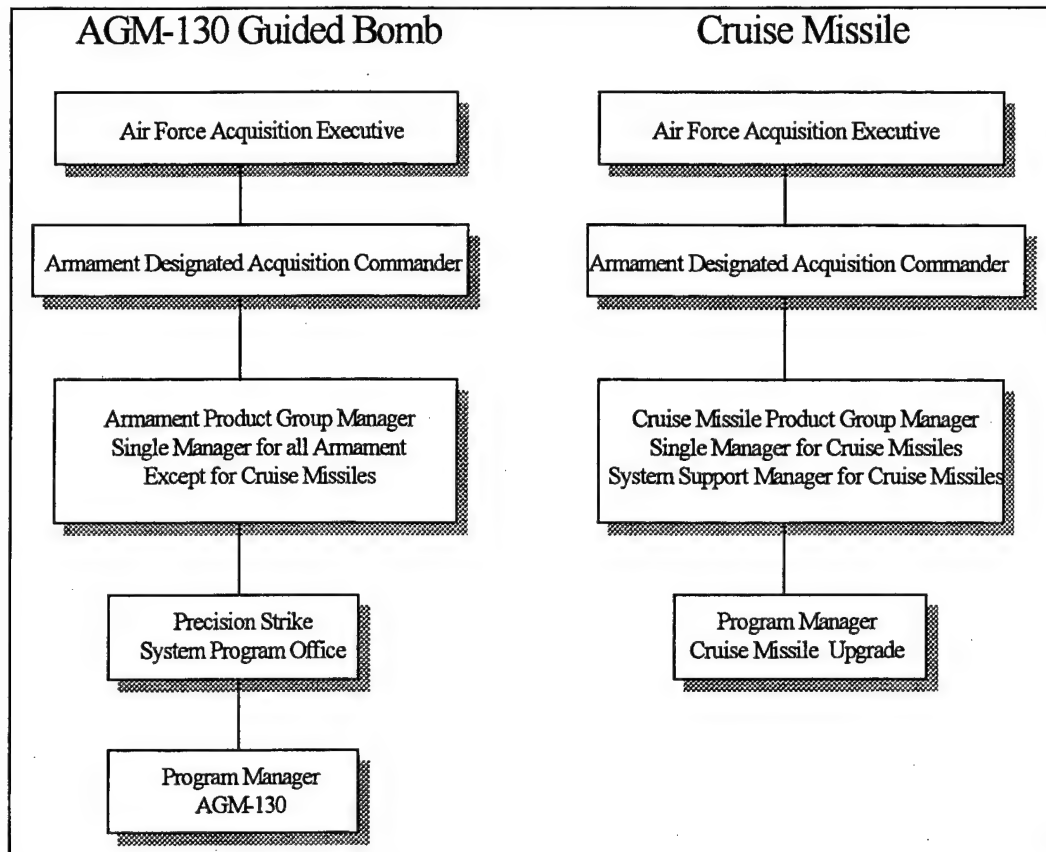 AGM-130 Guided Bomb
Air Force Acquisition Executive
Armament Designated Acquisition Commander
Armament Product Group Manager
Single Manager for all Armament
Except for Cruise Missiles
Precision Strike
System Program Office
Program Manager
AGM-130
Cruise Missile
Air Force Acquisition Executive
Armament Designated Acquisition Commander
Cruise Missile Product Group Manager
Single Manager for Cruise Missiles
System Support Manager for Cruise Missiles
Program Manager
Cruise Missile Upgrade